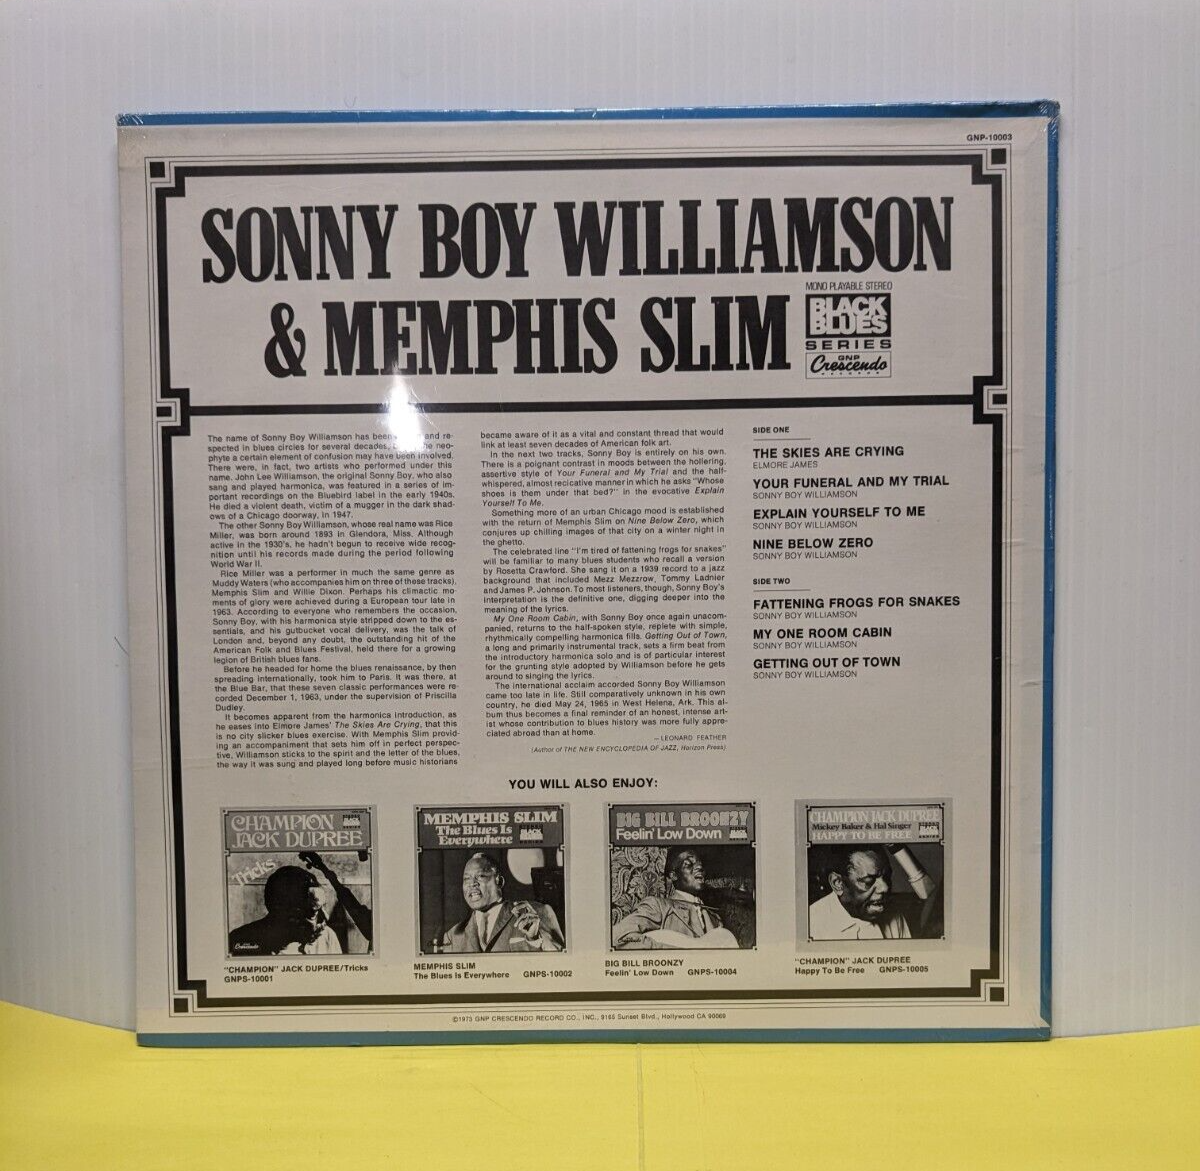 GNP-10003
SONNY BOY WILLIAMSON
& MEMPHIS SLIM
MONO PLAYABLE STEREO
BLACK
BLUES
SERIES
GNP
Crescendo
RECORDS
The name of Sonny Boy Williamson has been and re-
spected in blues circles for several decades, the neo-
phyte a certain element of confusion may have been involved.
There were, in fact, two artists who performed under this
name. John Lee Williamson, the original Sonny Boy, who also
sang and played harmonica, was featured in a series of im-
portant recordings on the Bluebird label in the early 1940s.
He died a violent death, victim of a mugger in the dark shad-
ows of a Chicago doorway, in 1947.
The other Sonny Boy Williamson, whose real name was Rice
Miller, was born around 1893 in Glendora, Miss. Although
active in the 1930's, he hadn't begun to receive wide recog-
nition until his records made during the period following
World War II.
Rice Miller was a performer in much the same genre as
Muddy Waters (who accompanies him on three of these tracks),
Memphis Slim and Willie Dixon. Perhaps his climactic mo-
ments of glory were achieved during a European tour late in
1963. According to everyone who remembers the occasion,
Sonny Boy, with his harmonica style stripped down to the es-
sentials, and his gutbucket vocal delivery, was the talk of
London and, beyond any doubt, the outstanding hit of the
American Folk and Blues Festival, held there for a growing
legion of British blues fans.
Before he headed for home the blues renaissance, by then
spreading internationally, took him to Paris. It was there, at
the Blue Bar, that these seven classic performances were re-
corded December 1, 1963, under the supervision of Priscilla
Dudley.
It becomes apparent from the harmonica introduction, as
he eases into Elmore James' The Skies Are Crying, that this
is no city slicker blues exercise. With Memphis Slim provid-
ing an accompaniment that sets him off in perfect perspec-
tive, Williamson sticks to the spirit and the letter of the blues,
the way it was sung and played long before music historians
became aware of it as a vital and constant thread that would
link at least seven decades of American folk art.
In the next two tracks, Sonny Boy is entirely on his own.
There is a poignant contrast in moods between the hollering,
assertive style of Your Funeral and My Trial and the half-
whispered, almost recicative manner in which he asks "Whose
shoes is them under that bed?" in the evocative Explain
Yourself To Me.
Something more of an urban Chicago mood is established
with the return of Memphis Slim on Nine Below Zero, which
conjures up chilling images of that city on a winter night in
the ghetto.
The celebrated line "I'm tired of fattening frogs for snakes"
will be familiar to many blues students who recall a version
by Rosetta Crawford. She sang it on a 1939 record to a jazz
background that included Mezz Mezzrow, Tommy Ladnier
and James P. Johnson. To most listeners, though, Sonny Boy's
interpretation is the definitive one, digging deeper into the
meaning of the lyrics.
My One Room Cabin, with Sonny Boy once again unacom-
panied, returns to the half-spoken style, replete with simple,
rhythmically compelling harmonica fills. Getting Out of Town,
a long and primarily instrumental track, sets a firm beat from
the introductory harmonica solo and is of particular interest
for the grunting style adopted by Williamson before he gets
around to singing the lyrics.
The international acclaim accorded Sonny Boy Williamson
came too late in life. Still comparatively unknown in his own
country, he died May 24, 1965 in West Helena, Ark. This al-
bum thus becomes a final reminder of an honest, intense art-
ist whose contribution to blues history was more fully appre-
ciated abroad than at home.
— LEONARD FEATHER
(Author of THE NEW ENCYCLOPEDIA OF JAZZ, Horizon Press)
SIDE ONE
THE SKIES ARE CRYING
ELMORE JAMES
YOUR FUNERAL AND MY TRIAL
SONNY BOY WILLIAMSON
EXPLAIN YOURSELF TO ME
SONNY BOY WILLIAMSON
NINE BELOW ZERO
SONNY BOY WILLIAMSON
SIDE TWO
FATTENING FROGS FOR SNAKES
SONNY BOY WILLIAMSON
MY ONE ROOM CABIN
SONNY BOY WILLIAMSON
GETTING OUT OF TOWN
SONNY BOY WILLIAMSON
YOU WILL ALSO ENJOY:
CHAMPION
JACK DUPREE
Tricks
Crescendo
"CHAMPION" JACK DUPREE/Tricks
GNPS-10001
MEMPHIS SLIM
The Blues Is
Everywhere
Crescendo
MEMPHIS SLIM
The Blues Is Everywhere GNPS-10002
BIG BILL BROONZY
Feelin' Low Down
Crescendo
BIG BILL BROONZY
Feelin' Low Down GNPS-10004
CHAMPION JACK DUPREE
Mickey Baker & Hal Singer
HAPPY TO BE FREE
"CHAMPION" JACK DUPREE
Happy To Be Free GNPS-10005
©1973 GNP CRESCENDO RECORD CO., INC., 9165 Sunset Blvd., Hollywood CA 90069